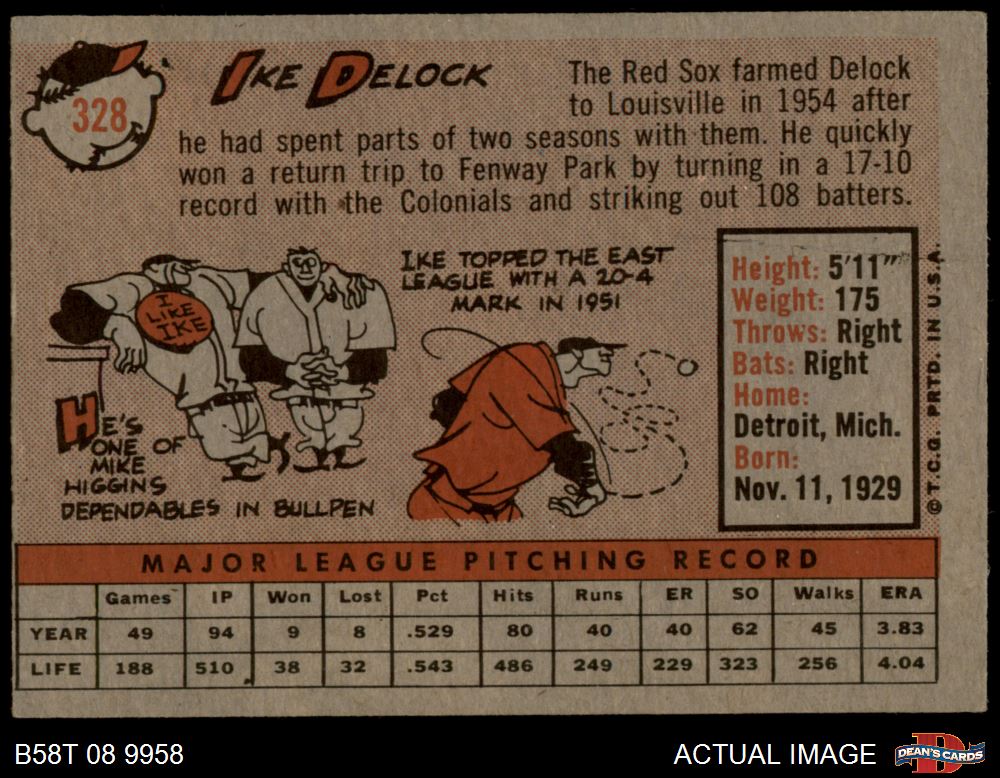 328
IKE DELOCK
The Red Sox farmed Delock
to Louisville in 1954 after
he had spent parts of two seasons with them. He quickly
won a return trip to Fenway Park by turning in a 17-10
record with the Colonials and striking out 108 batters.
I
LIKE
IKE
HE'S
ONE OF
MIKE
HIGGINS
DEPENDABLES IN BULLPEN
IKE TOPPED THE EAST
LEAGUE WITH A 20-4
MARK IN 1951
Height: 5'11"
Weight: 175
Throws: Right
Bats: Right
Home:
Detroit, Mich.
Born:
Nov. 11, 1929
© T.C.G. PRTD. IN U.S.A.
MAJOR LEAGUE PITCHING RECORD
Games IP Won Lost Pct Hits Runs ER SO Walks ERA
YEAR 49 94 9 8 .529 80 40 40 62 45 3.83
LIFE 188 510 38 32 .543 486 249 229 323 256 4.04
B58T 08 9958
ACTUAL IMAGE
DEAN'S CARDS